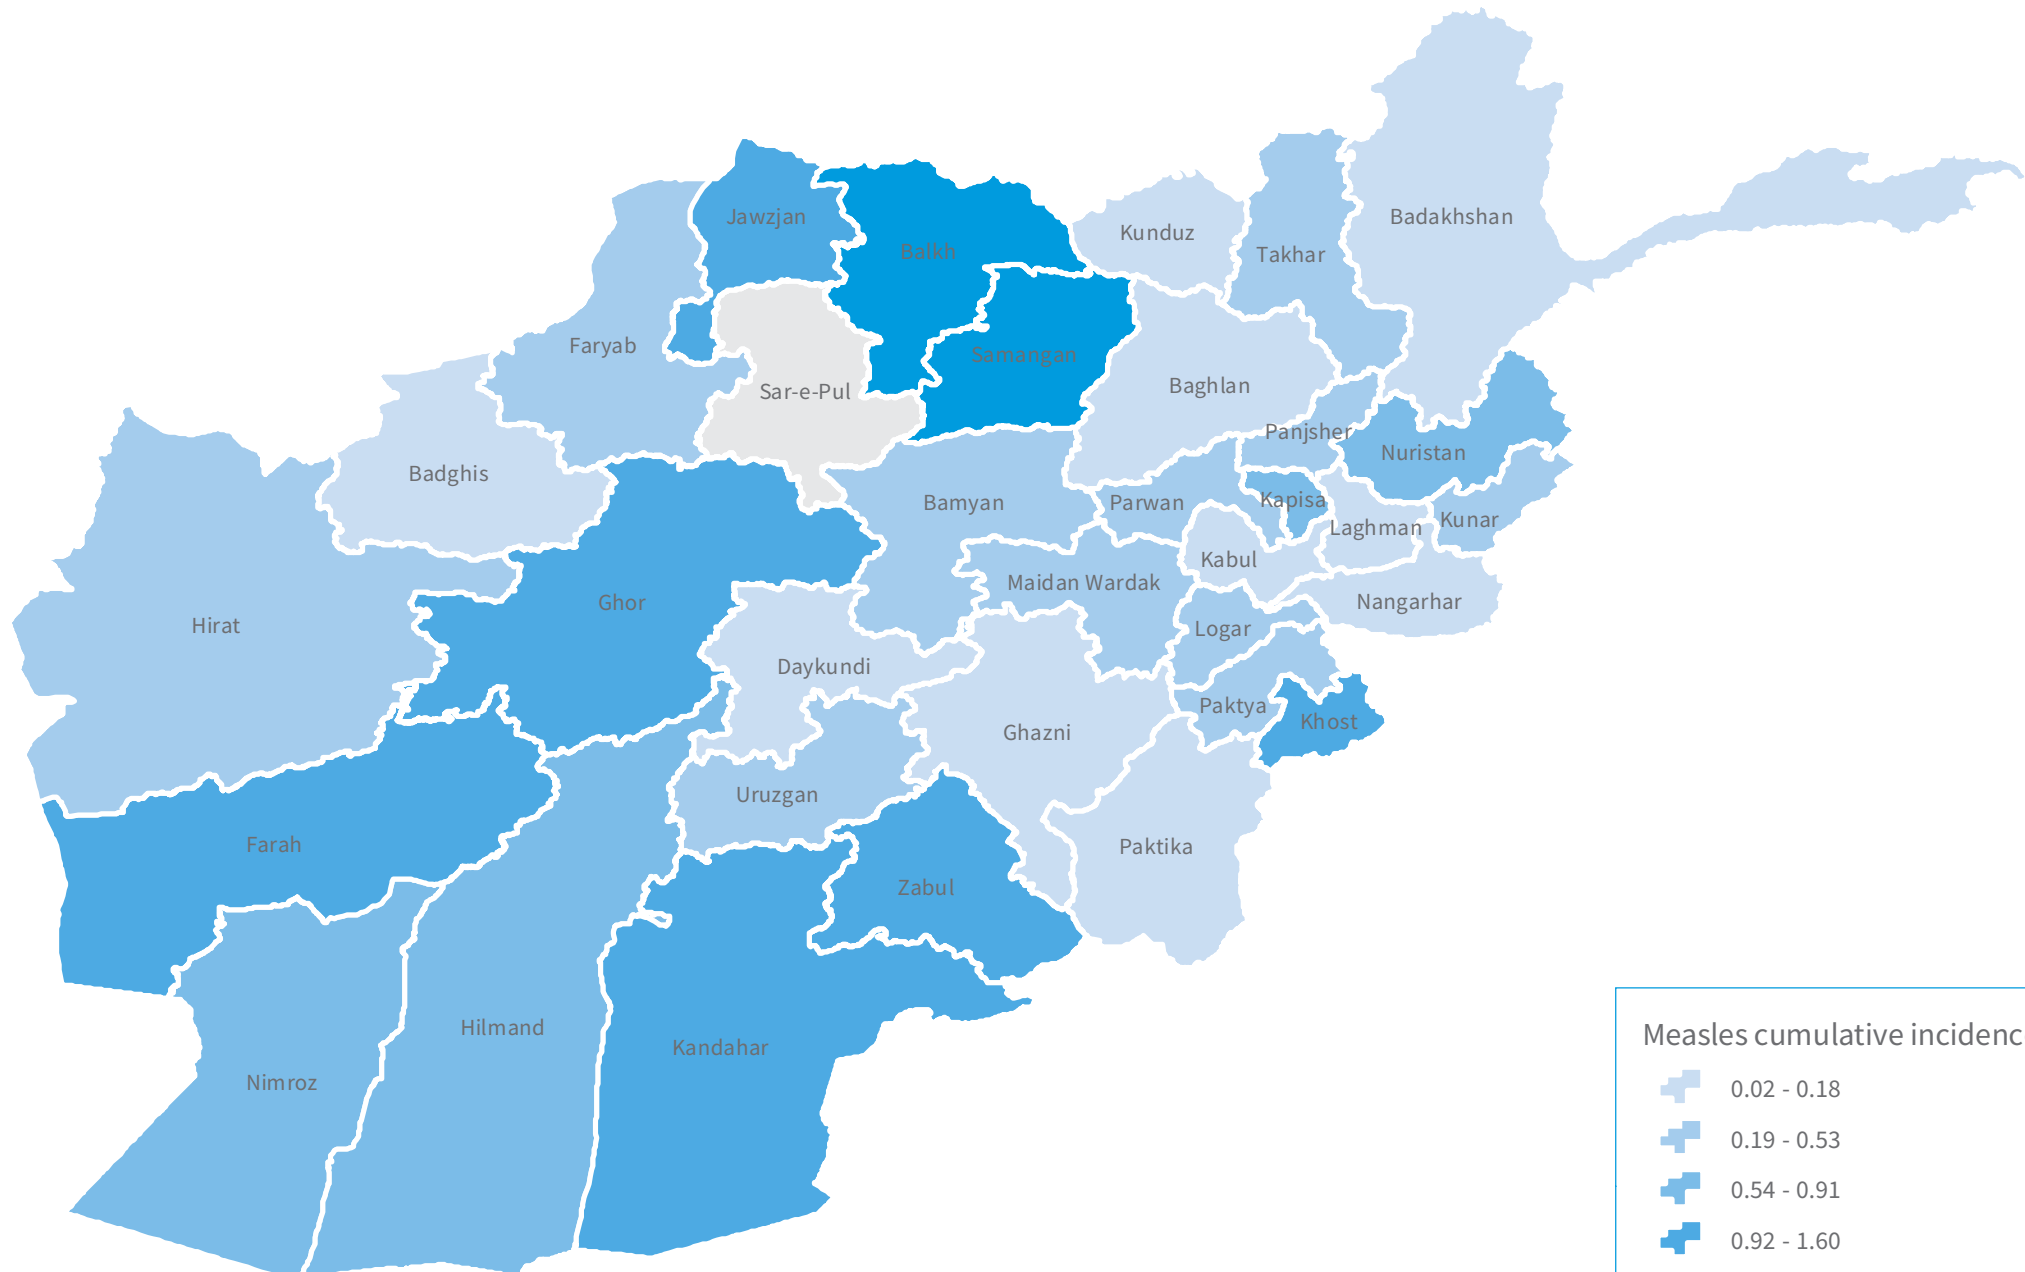 Jawzjan
Badakhshan
Kunduz
Balkh
Takhar
Faryab
Samangan
Baghlan
Sar-e-Pul
Panjsher
Nuristan
Badghis
Kapisa
Bamyan
Parwan
Kunar
Laghman
Kabul
Maidan Wardak
Ghor
Nangarhar
Hirat
Logar
Daykundi
Paktya
Khost
Ghazni
Uruzgan
Farah
Paktika
Zabul
Hilmand
Kandahar
Nimroz
Measles cumulative incidenc
0.02 - 0.18
0.19 - 0.53
0.54 - 0.91
0.92 - 1.60